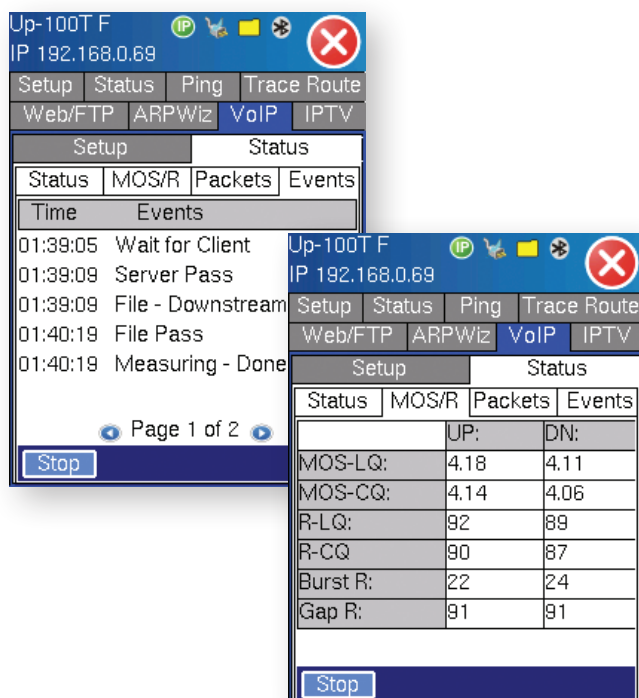 Up-100T F IP
IP 192.168.0.69
Setup Status Ping Trace Route
Web/FTP ARPWiz VoIP IPTV
Setup Status
Status MOS/R Packets Events
Time Events
01:39:05 Wait for Client
01:39:09 Server Pass
01:39:09 File - Downstream
01:40:19 File Pass
01:40:19 Measuring - Done
Page 1 of 2
Stop
Up-100T F IP
IP 192.168.0.69
Setup Status Ping Trace Route
Web/FTP ARPWiz VoIP IPTV
Setup Status
Status MOS/R Packets Events
UP: DN:
MOS-LQ: 4.18 4.11
MOS-CQ: 4.14 4.06
R-LQ: 92 89
R-CQ 90 87
Burst R: 22 24
Gap R: 91 91
Stop